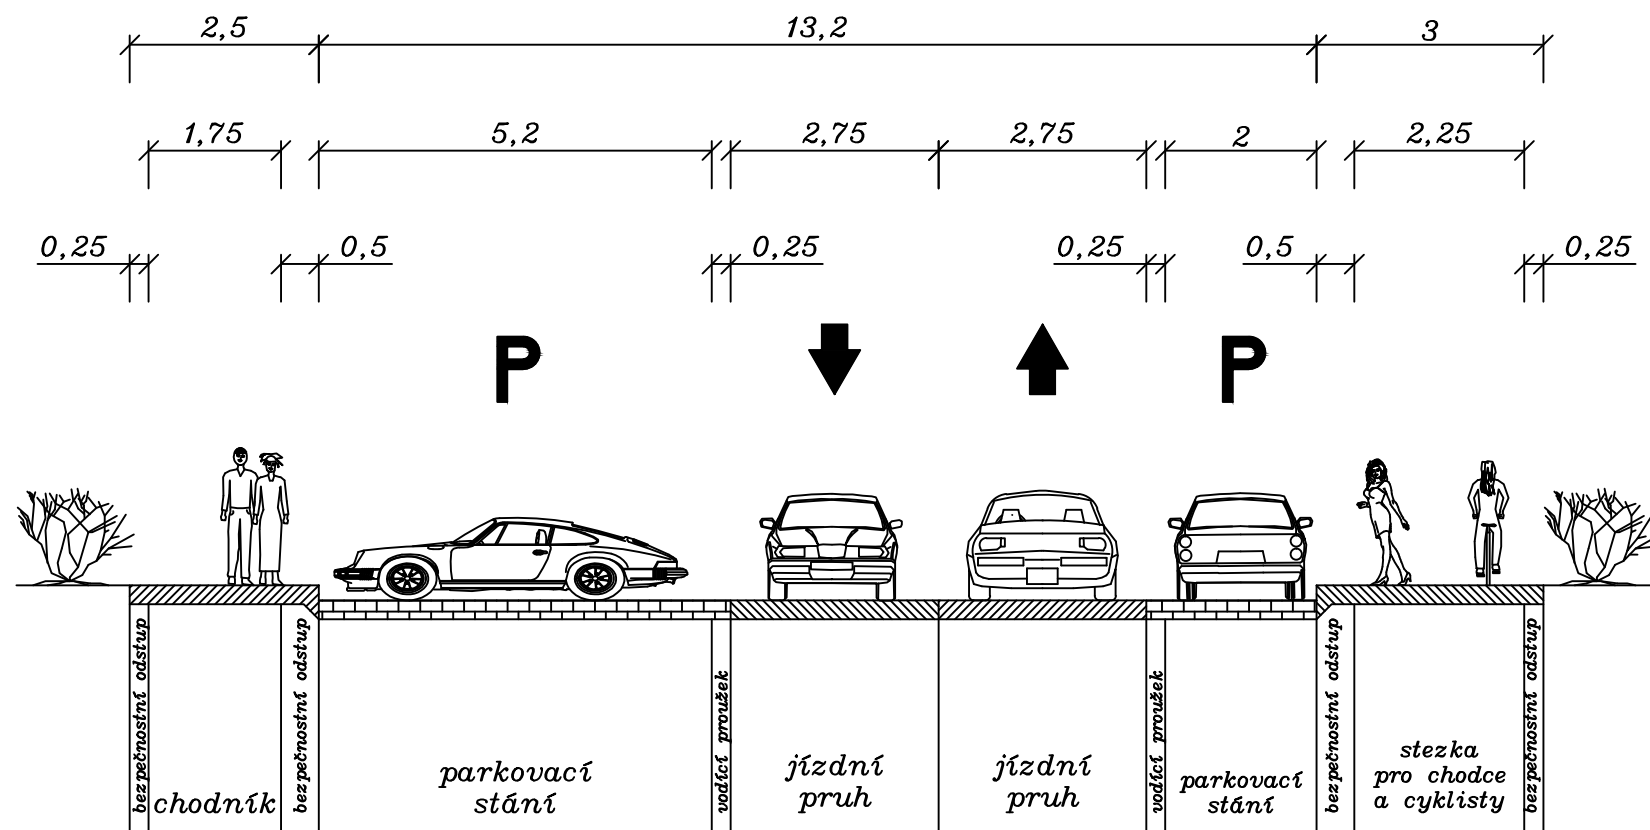 2,5 13,2 3
1,75 5,2 2,75 2,75 2 2,25
0,25 0,5 0,25 0,25 0,5 0,25
P P
bezpečnostní odstup
chodník
bezpečnostní odstup
parkovací
stání
vodící proužek
jízdní
pruh
jízdní
pruh
vodící proužek
parkovací
stání
bezpečnostní odstup
stezka
pro chodce
a cyklisty
bezpečnostní odstup